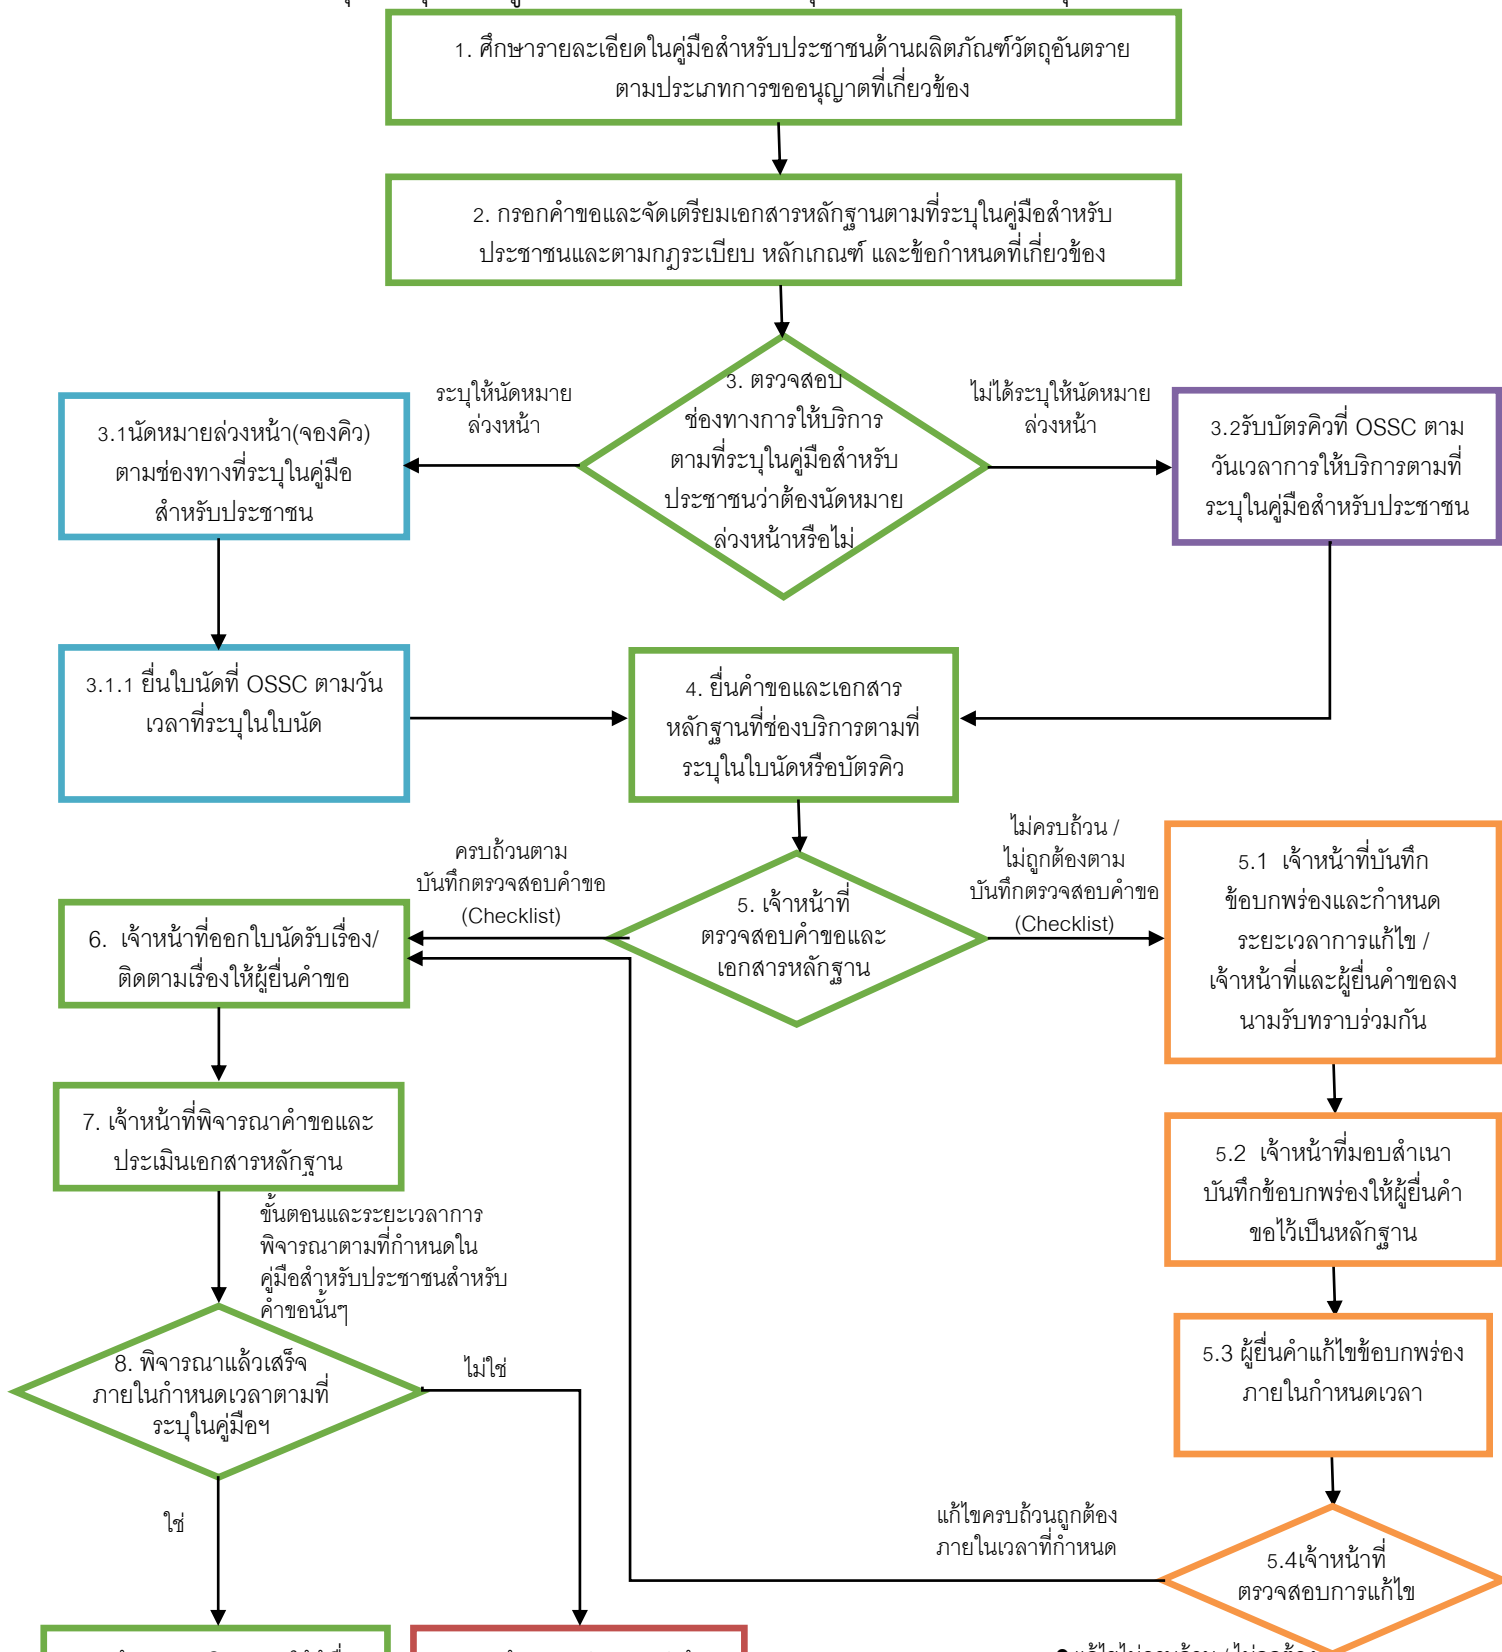 1. ศึกษารายละเอียดในคู่มือสำหรับประชาชนด้านผลิตภัณฑ์วัตถุอันตราย
ตามประเภทการขออนุญาตที่เกี่ยวข้อง
2. กรอกคำขอและจัดเตรียมเอกสารหลักฐานตามที่ระบุในคู่มือสำหรับ
ประชาชนและตามกฎระเบียบ หลักเกณฑ์ และข้อกำหนดที่เกี่ยวข้อง
3. ตรวจสอบ
ช่องทางการให้บริการ
ตามที่ระบุในคู่มือสำหรับ
ประชาชนว่าต้องนัดหมาย
ล่วงหน้าหรือไม่
ระบุให้นัดหมาย
ล่วงหน้า
ไม่ได้ระบุให้นัดหมาย
ล่วงหน้า
3.1นัดหมายล่วงหน้า(จองคิว)
ตามช่องทางที่ระบุในคู่มือ
สำหรับประชาชน
3.2รับบัตรคิวที่ OSSC ตาม
วันเวลาการให้บริการตามที่
ระบุในคู่มือสำหรับประชาชน
3.1.1 ยื่นใบนัดที่ OSSC ตามวัน
เวลาที่ระบุในใบนัด
4. ยื่นคำขอและเอกสาร
หลักฐานที่ช่องบริการตามที่
ระบุในใบนัดหรือบัตรคิว
ครบถ้วนตาม
บันทึกตรวจสอบคำขอ
(Checklist)
ไม่ครบถ้วน /
ไม่ถูกต้องตาม
บันทึกตรวจสอบคำขอ
(Checklist)
5. เจ้าหน้าที่
ตรวจสอบคำขอและ
เอกสารหลักฐาน
5.1 เจ้าหน้าที่บันทึก
ข้อบกพร่องและกำหนด
ระยะเวลาการแก้ไข /
เจ้าหน้าที่และผู้ยื่นคำขอลง
นามรับทราบร่วมกัน
6. เจ้าหน้าที่ออกใบนัดรับเรื่อง/
ติดตามเรื่องให้ผู้ยื่นคำขอ
7. เจ้าหน้าที่พิจารณาคำขอและ
ประเมินเอกสารหลักฐาน
5.2 เจ้าหน้าที่มอบสำเนา
บันทึกข้อบกพร่องให้ผู้ยื่นคำ
ขอไว้เป็นหลักฐาน
ขั้นตอนและระยะเวลาการ
พิจารณาตามที่กำหนดใน
คู่มือสำหรับประชาชนสำหรับ
คำขอนั้นๆ
8. พิจารณาแล้วเสร็จ
ภายในกำหนดเวลาตามที่
ระบุในคู่มือฯ
ไม่ใช่
5.3 ผู้ยื่นคำแก้ไขข้อบกพร่อง
ภายในกำหนดเวลา
ใช่
แก้ไขครบถ้วนถูกต้อง
ภายในเวลาที่กำหนด
5.4เจ้าหน้าที่
ตรวจสอบการแก้ไข